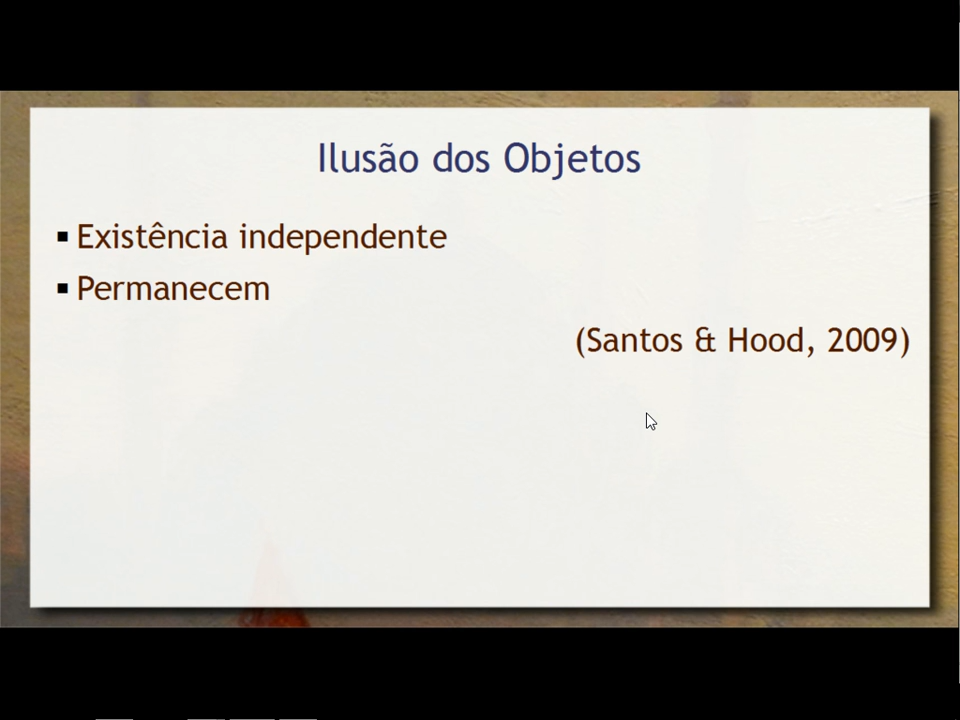 Ilusão dos Objetos
▪ Existência independente
▪ Permanecem
(Santos & Hood, 2009)